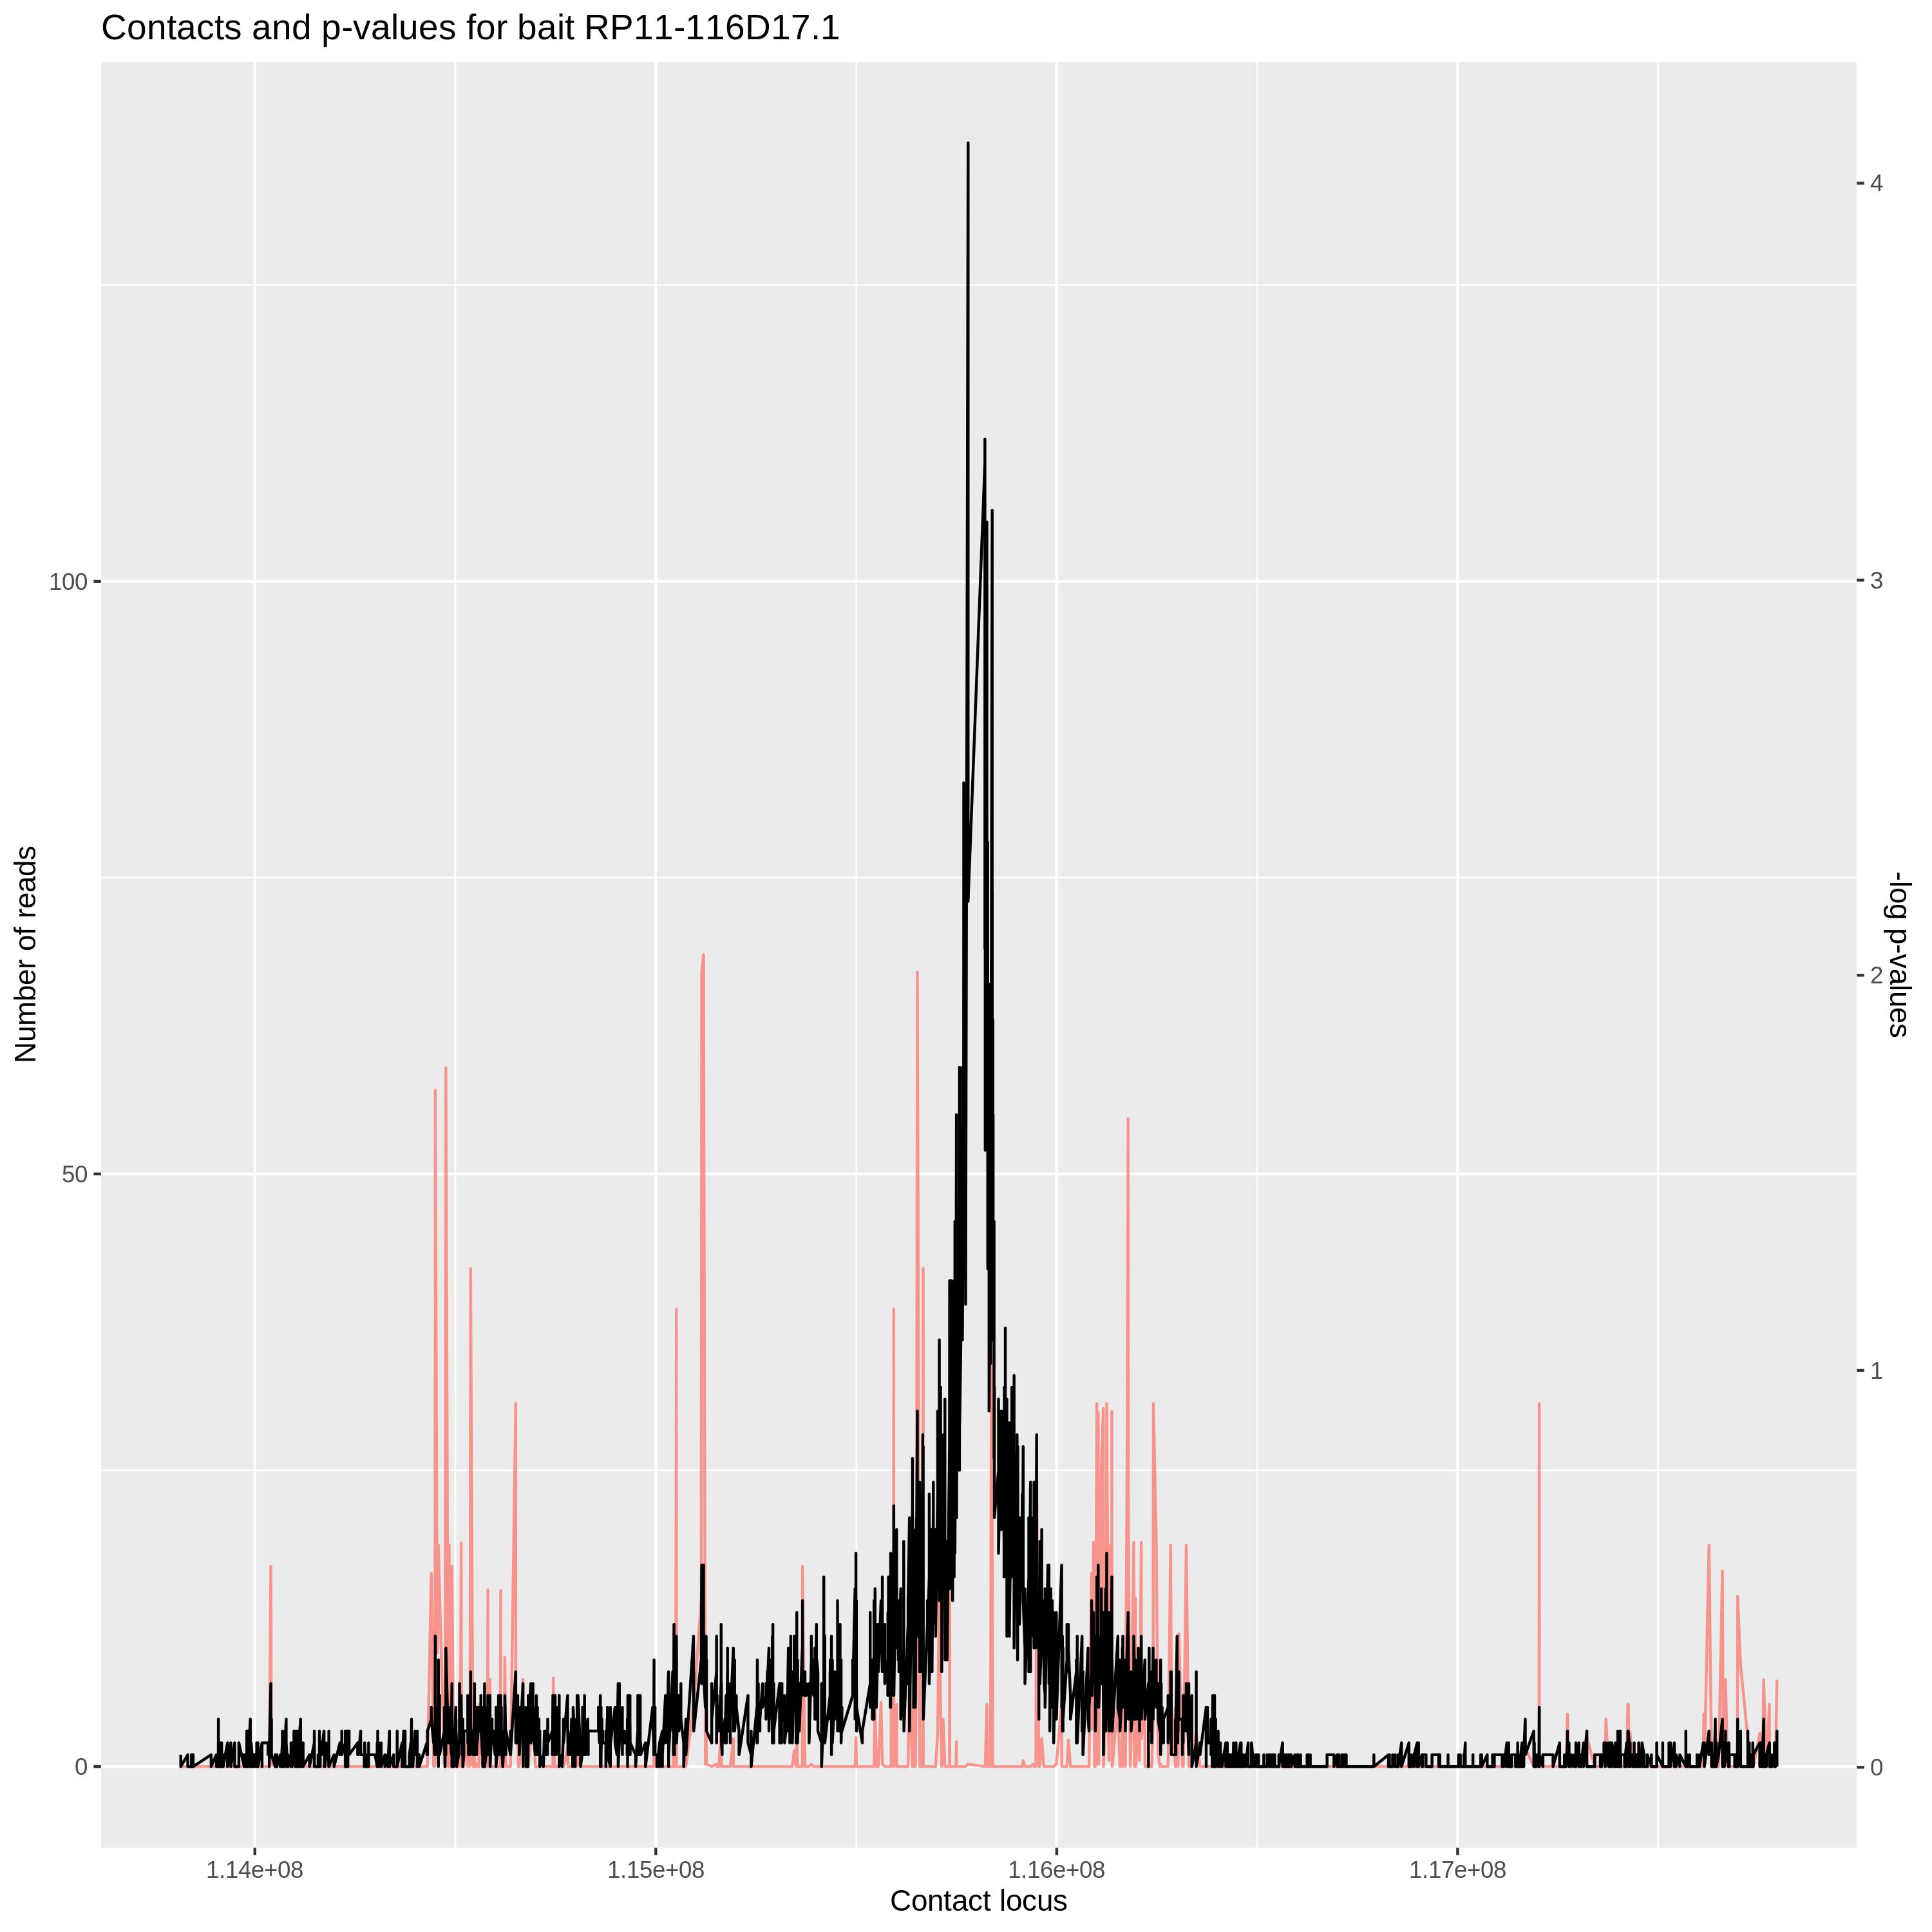 Contacts and p-values for bait RP11-116D17.1
Number of reads
100
50
0
4
3
2
1
0
-log p-values
1.14e+08
1.15e+08
1.16e+08
1.17e+08
Contact locus